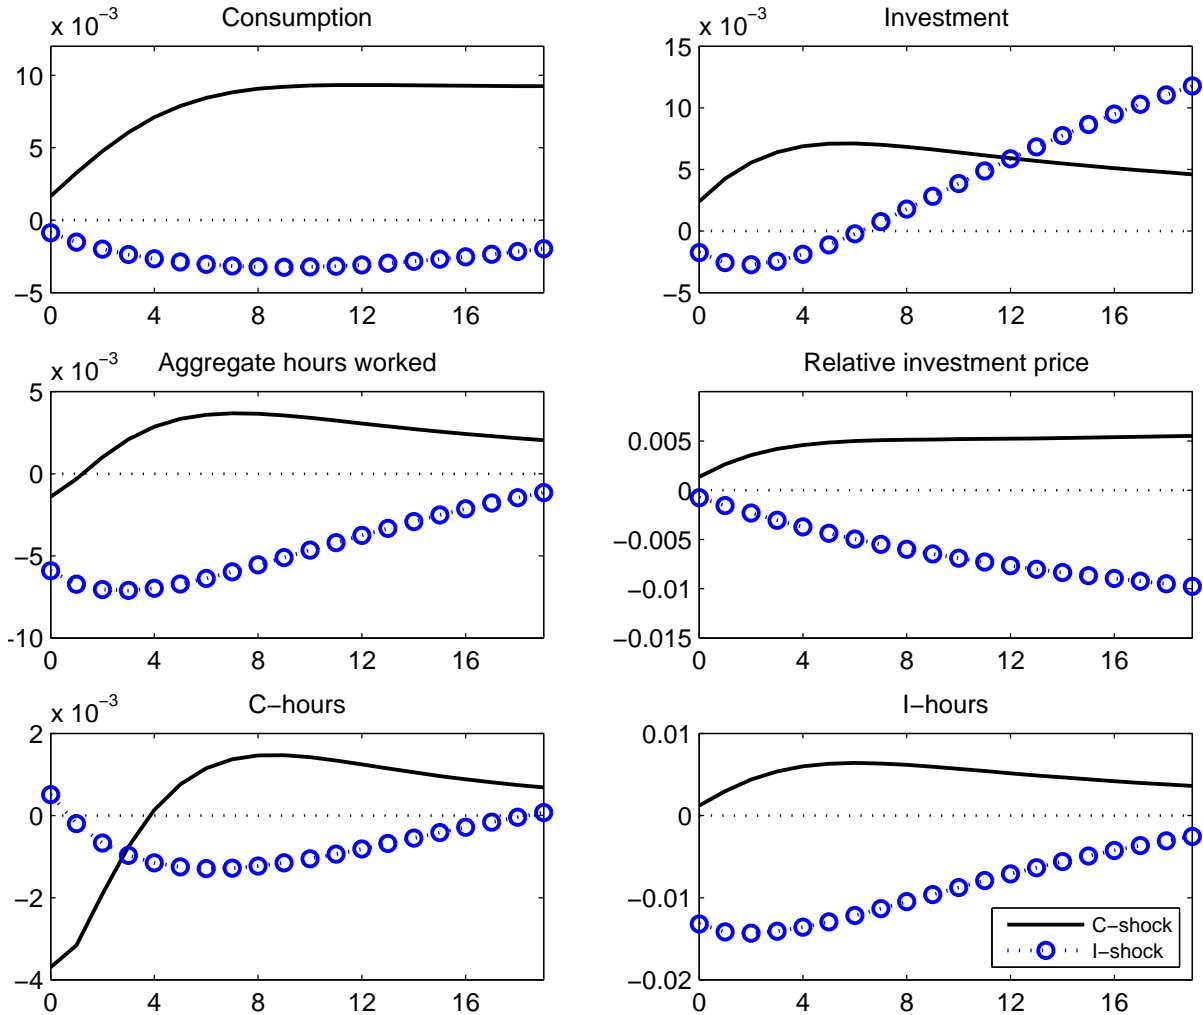 Consumption
x 10−3
10
5
0
−5
0 4 8 12 16
Investment
x 10−3
15
10
5
0
−5
0 4 8 12 16
Aggregate hours worked
x 10−3
5
0
−5
-10
0 4 8 12 16
Relative investment price
0.005
0
−0.005
−0.01
−0.015
0 4 8 12 16
C−hours
x 10−3
2
0
−2
−4
0 4 8 12 16
I−hours
0.01
0
−0.01
−0.02
0 4 8 12 16
C−shock
I−shock